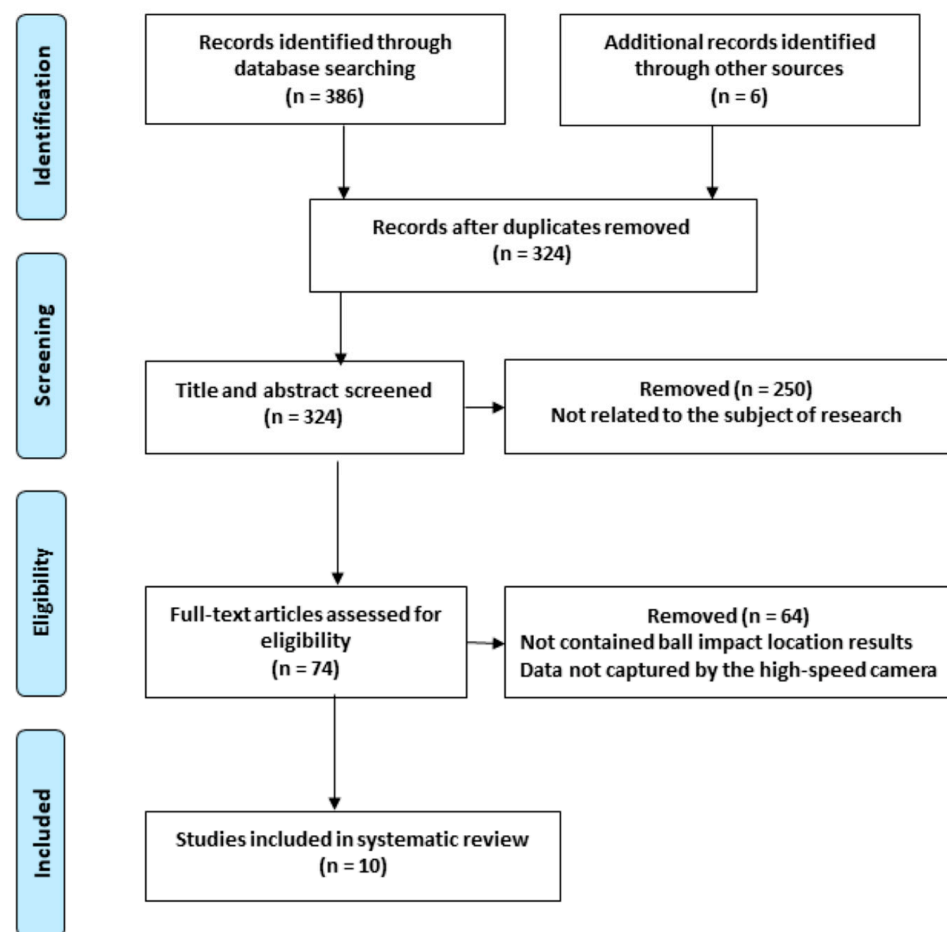 Identification
Records identified through
database searching
(n = 386)
Additional records identified
through other sources
(n = 6)
Records after duplicates removed
(n = 324)
Screening
Title and abstract screened
(n = 324)
Removed (n = 250)
Not related to the subject of research
Eligibility
Full-text articles assessed for
eligibility
(n = 74)
Removed (n = 64)
Not contained ball impact location results
Data not captured by the high-speed camera
Included
Studies included in systematic review
(n = 10)